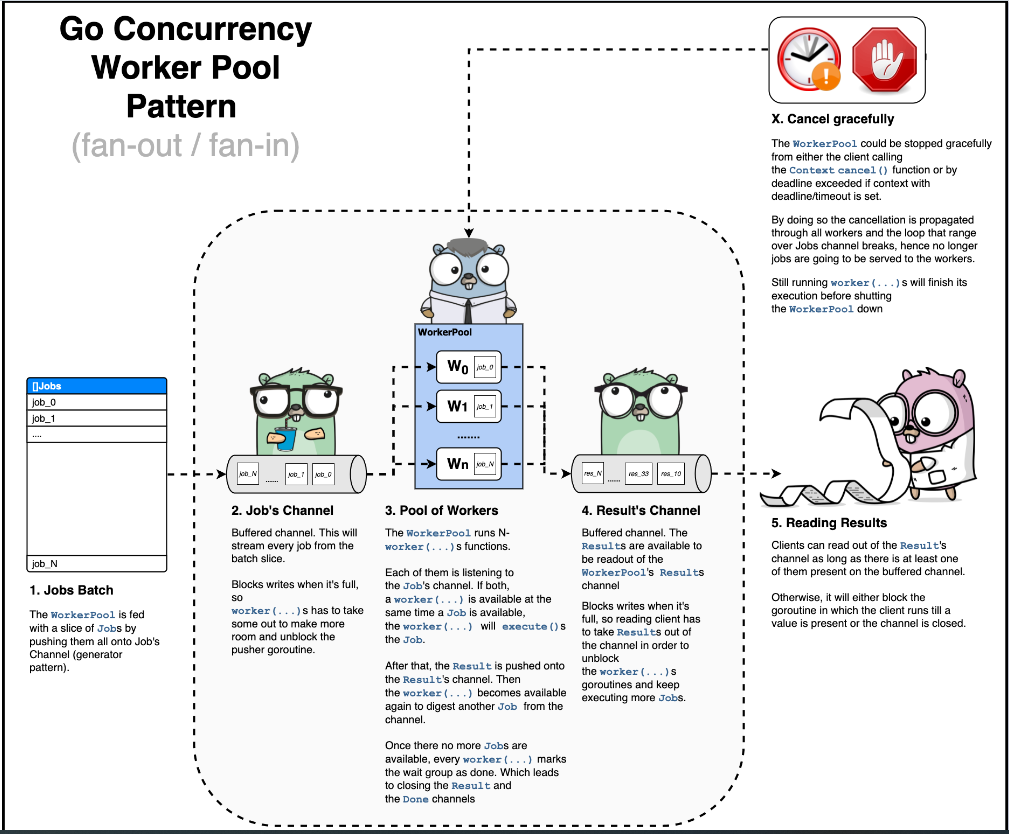 Go Concurrency
Worker Pool
Pattern
(fan-out / fan-in)
X. Cancel gracefully
The WorkerPool could be stopped gracefully
from either the client calling
the Context cancel() function or by
deadline exceeded if context with
deadline/timeout is set.
By doing so the cancellation is propagated
through all workers and the loop that range
over Jobs channel breaks, hence no longer
jobs are going to be served to the workers.
Still running worker(...)s will finish its
execution before shutting
the WorkerPool down
[]Jobs
job_0
job_1
....
job_N
1. Jobs Batch
The WorkerPool is fed
with a slice of Jobs by
pushing them all onto Job's
Channel (generator
pattern).
job_N
......
job_1
job_0
2. Job's Channel
Buffered channel. This will
stream every job from the
batch slice.
Blocks writes when it's full,
so
worker(...)s has to take
some out to make more
room and unblock the
pusher goroutine.
WorkerPool
W0 job_0
W1 job_1
.......
Wn job_N
3. Pool of Workers
The WorkerPool runs N-
worker(...)s functions.
Each of them is listening to
the Job's channel. If both,
a worker(...) is available at the
same time a Job is available,
the worker(...) will execute()s
the Job.
After that, the Result is pushed onto
the Result's channel. Then
the worker(...) becomes available
again to digest another Job from the
channel.
Once there no more Jobs are
available, every worker(...) marks
the wait group as done. Which leads
to closing the Result and
the Done channels
res_N
......
res_33
res_10
4. Result's Channel
Buffered channel. The
Results are available to
be readout of the
WorkerPool's Results
channel
Blocks writes when it's
full, so reading client has
to take Results out of
the channel in order to
unblock
the worker(...)s
goroutines and keep
executing more Jobs.
5. Reading Results
Clients can read out of the Result's
channel as long as there is at least one
of them present on the buffered channel.
Otherwise, it will either block the
goroutine in which the client runs till a
value is present or the channel is closed.